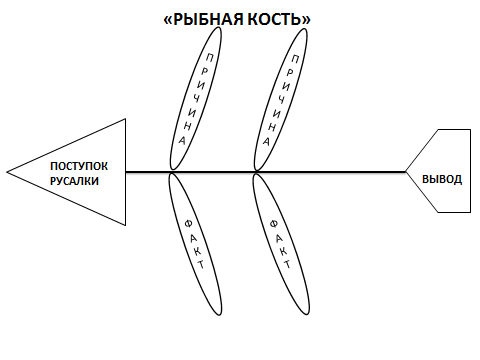 «РЫБНАЯ КОСТЬ»
ПРИЧИНА
ПРИЧИНА
ПОСТУПОК
РУСАЛКИ
ВЫВОД
ФАКТ
ФАКТ